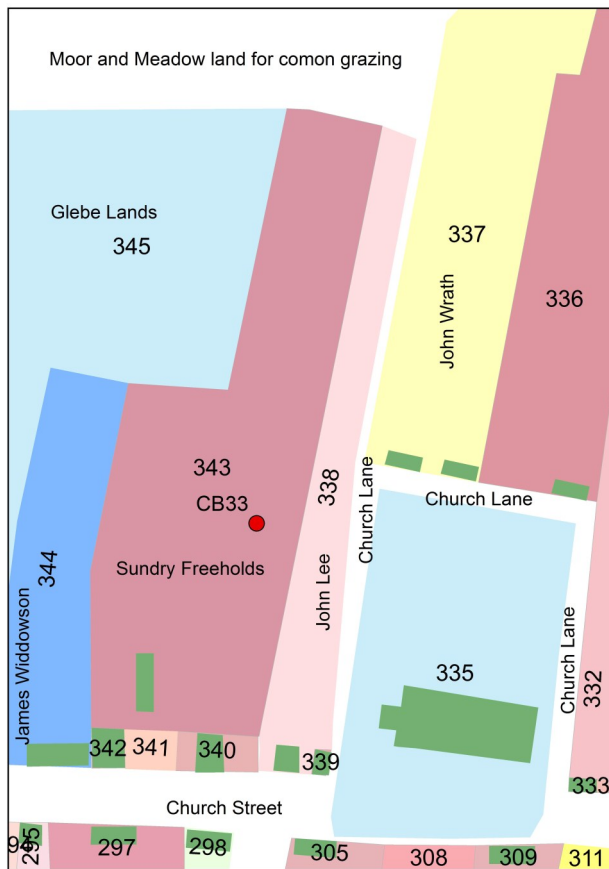 Moor and Meadow land for comon grazing
Glebe Lands
345
337
John Wrath
336
343
CB33
338
Church Lane
Church Lane
344
Sundry Freeholds
John Lee
James Widdowson
335
Church Lane
332
342
341
340
339
333
Church Street
295
297
298
305
308
309
311